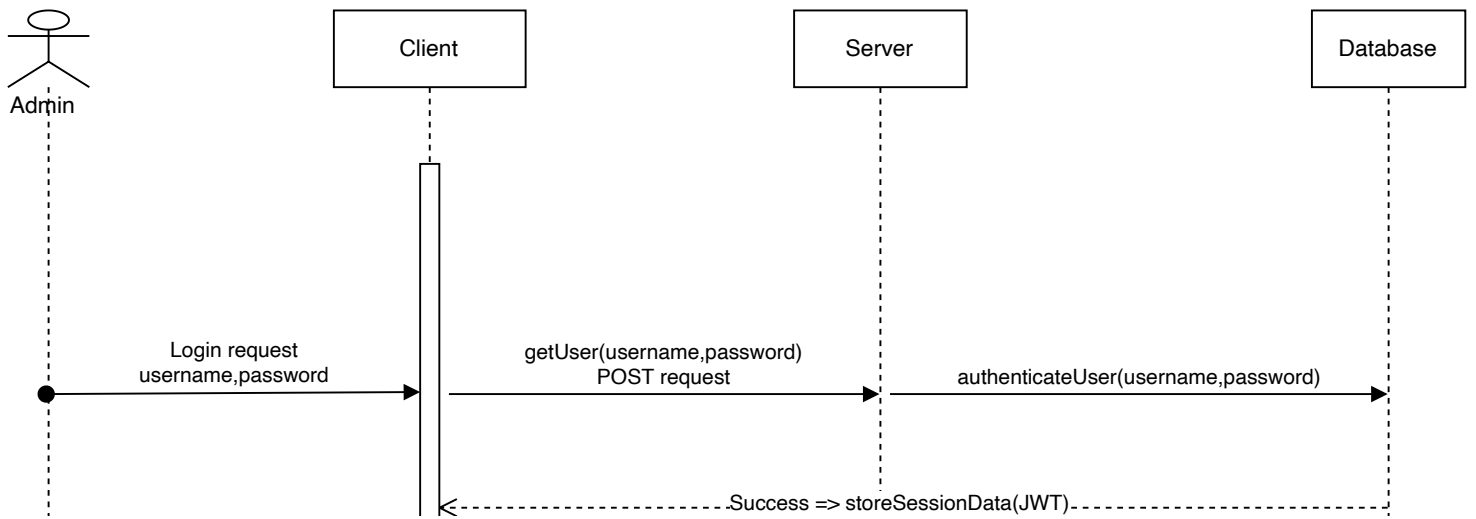 Admin
Client
Server
Database
Login request
username,password
getUser(username,password)
POST request
authenticateUser(username,password)
Success => storeSessionData(JWT)